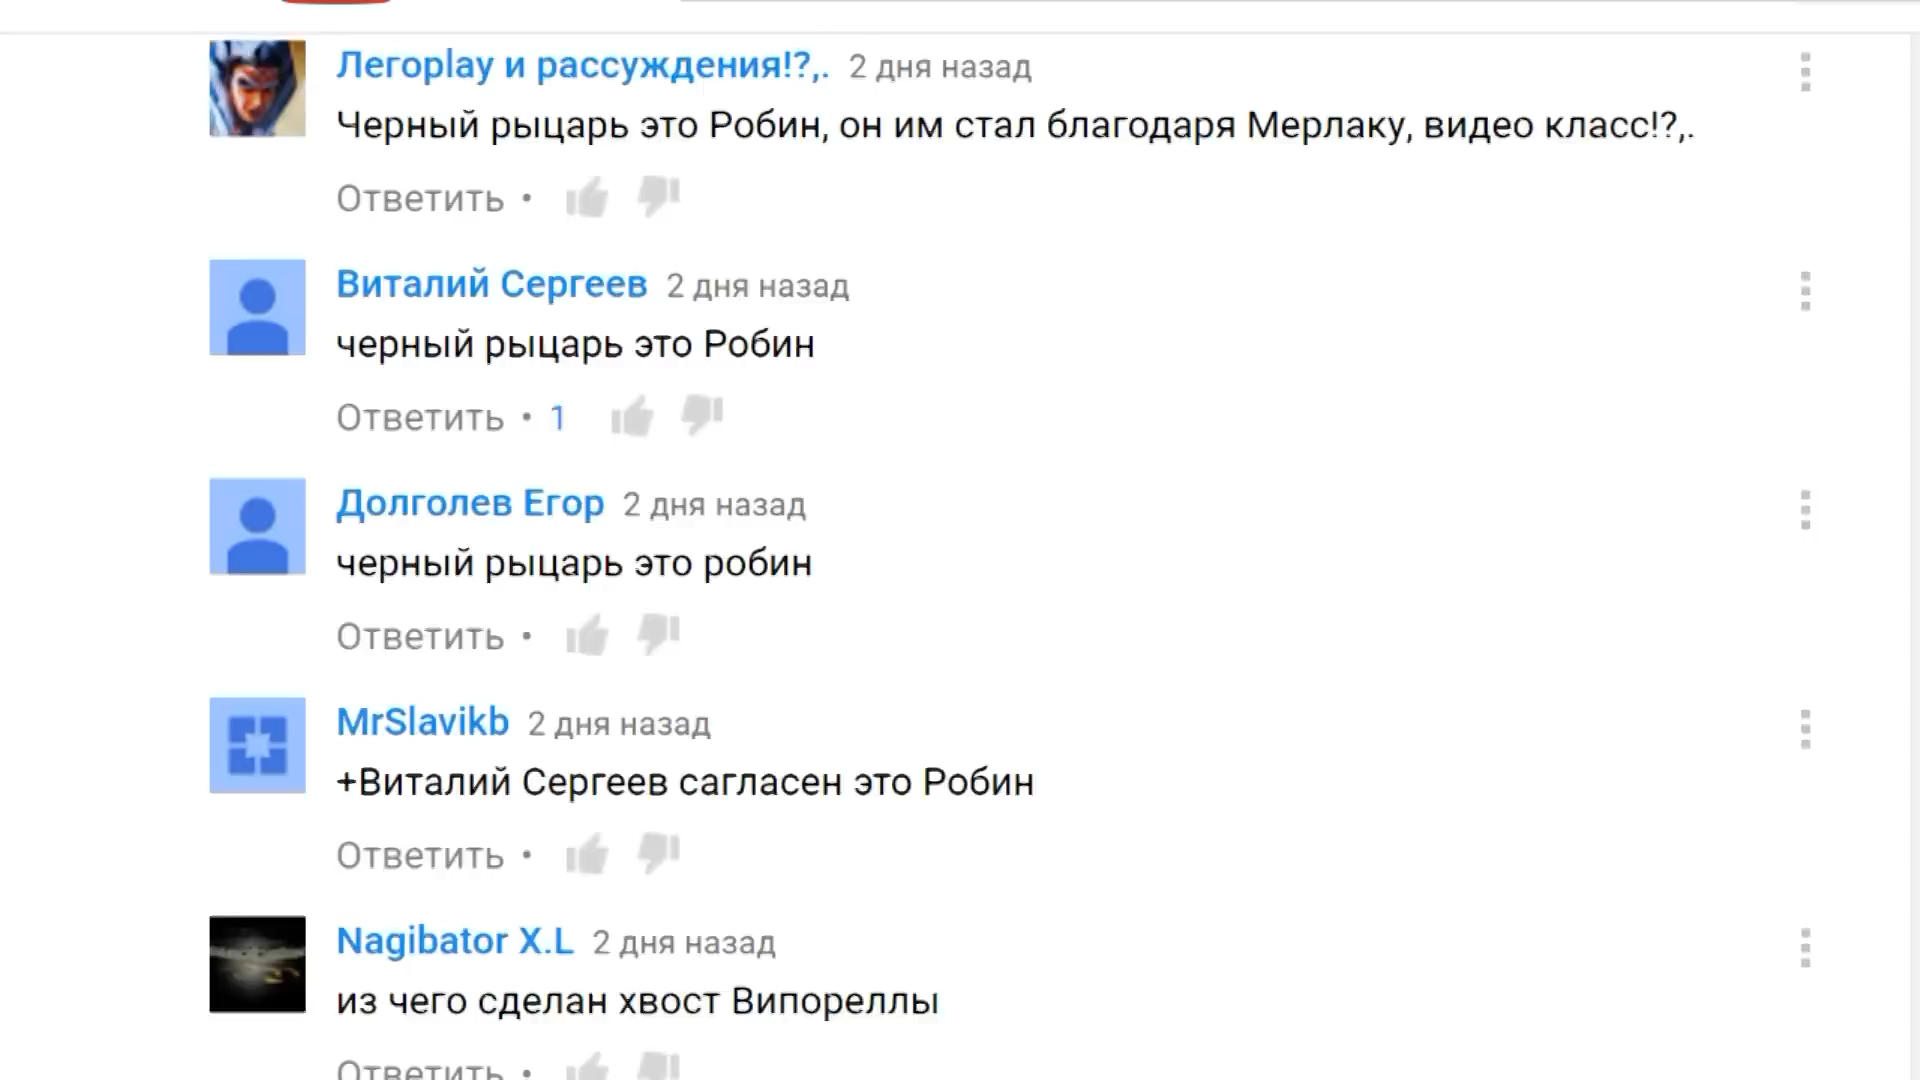 Легоplay и рассуждения!?,. 2 дня назад
Черный рыцарь это Робин, он им стал благодаря Мерлаку, видео класс!?,.
Ответить •
Виталий Сергеев 2 дня назад
черный рыцарь это Робин
Ответить • 1
Долголев Егор 2 дня назад
черный рыцарь это робин
Ответить •
MrSlavikb 2 дня назад
+Виталий Сергеев сагласен это Робин
Ответить •
Nagibator X.L 2 дня назад
из чего сделан хвост Випореллы
Ответить •